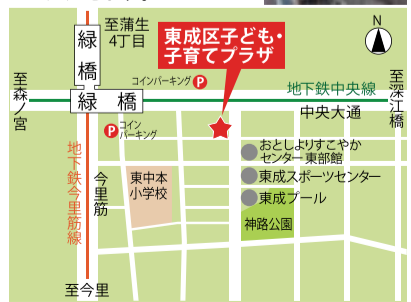 至蒲生
4丁目
緑
橋
緑 橋
東成区子ども・
子育てプラザ
N
コインパーキング P
地下鉄中央線
中央大通
至森ノ宮
至深江橋
P コイン
パーキング
地下鉄今里筋線
今里筋
東中本
小学校
おとしよりすこやか
センター東部館
東成スポーツセンター
東成プール
神路公園
至今里